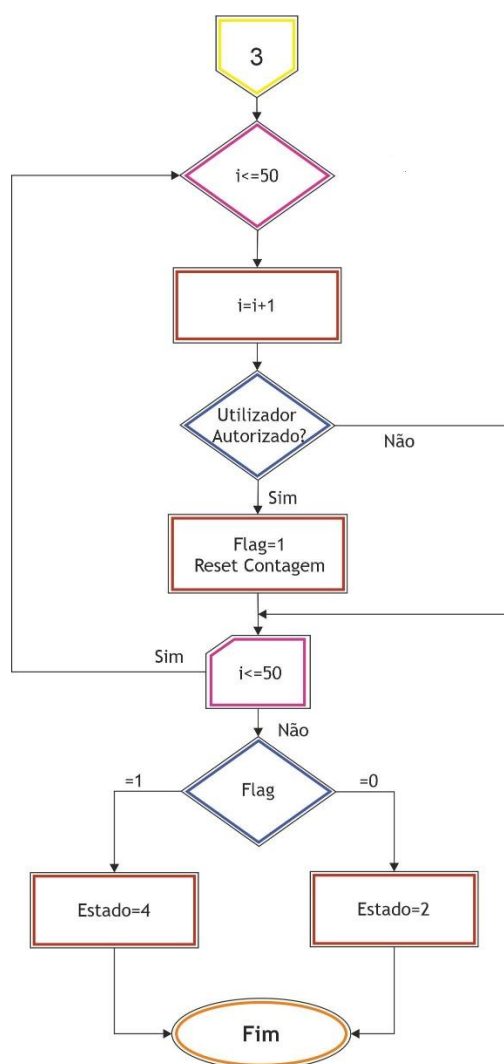 3
i<=50
i=i+1
Utilizador
Autorizado?
Não
Sim
Flag=1
Reset Contagem
Sim
i<=50
Não
=1
Flag
=0
Estado=4
Estado=2
Fim